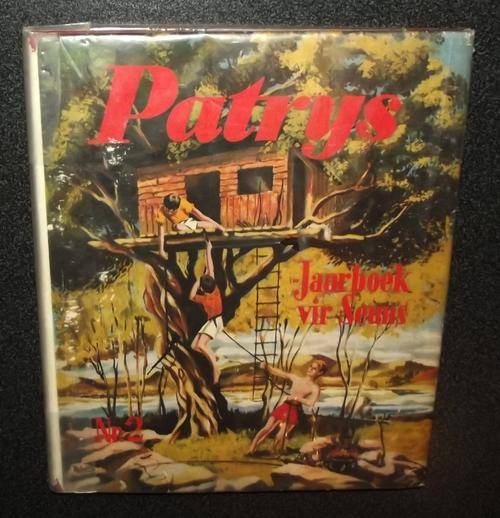 Patrys
Jaarboek
vir Seuns
No. 2